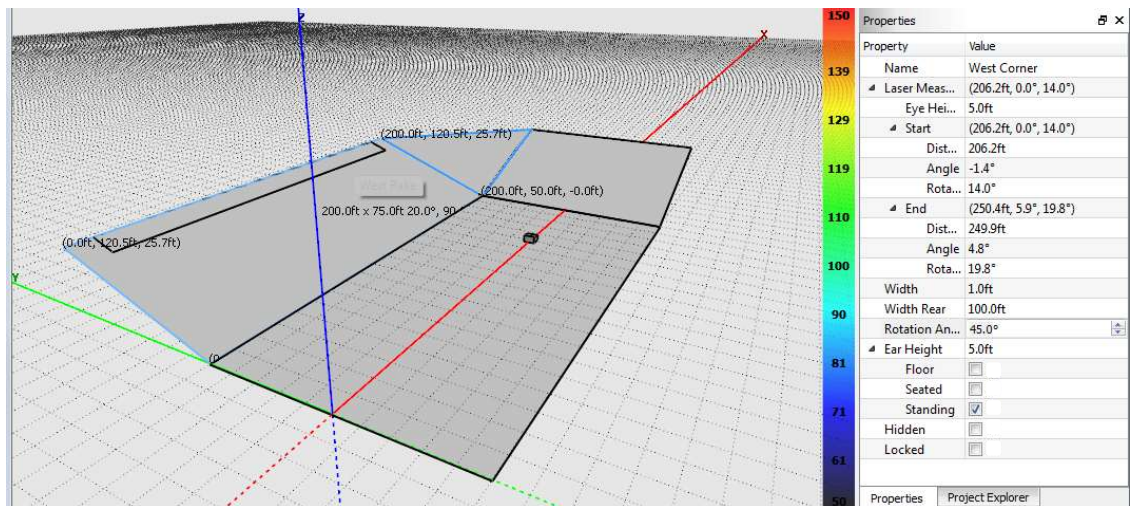 Z
X
(200.0ft, 120.5ft, 25.7ft)
West Rake
(200.0ft, 50.0ft, -0.0ft)
200.0ft x 75.0ft 20.0°, 90
(0.0ft, 120.5ft, 25.7ft)
Y
(0
150
139
129
119
110
100
90
81
71
61
50
Properties
Property Value
Name West Corner
Laser Meas... (206.2ft, 0.0°, 14.0°)
Eye Hei... 5.0ft
Start (206.2ft, 0.0°, 14.0°)
Dist... 206.2ft
Angle -1.4°
Rota... 14.0°
End (250.4ft, 5.9°, 19.8°)
Dist... 249.9ft
Angle 4.8°
Rota... 19.8°
Width 1.0ft
Width Rear 100.0ft
Rotation An... 45.0°
Ear Height 5.0ft
Floor
Seated
Standing
Hidden
Locked
Properties Project Explorer